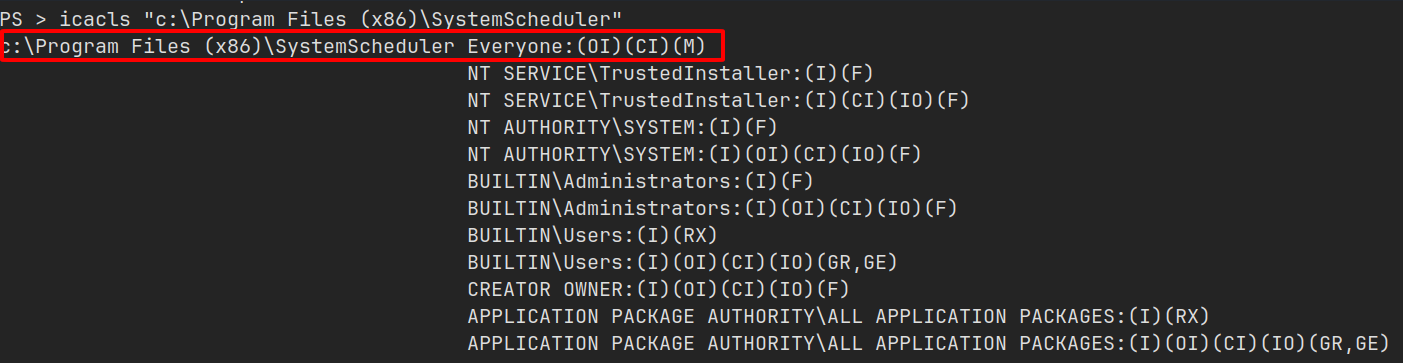 PS > icacls "c:\Program Files (x86)\SystemScheduler"
c:\Program Files (x86)\SystemScheduler Everyone:(OI)(CI)(M)
NT SERVICE\TrustedInstaller:(I)(F)
NT SERVICE\TrustedInstaller:(I)(CI)(IO)(F)
NT AUTHORITY\SYSTEM:(I)(F)
NT AUTHORITY\SYSTEM:(I)(OI)(CI)(IO)(F)
BUILTIN\Administrators:(I)(F)
BUILTIN\Administrators:(I)(OI)(CI)(IO)(F)
BUILTIN\Users:(I)(RX)
BUILTIN\Users:(I)(OI)(CI)(IO)(GR,GE)
CREATOR OWNER:(I)(OI)(CI)(IO)(F)
APPLICATION PACKAGE AUTHORITY\ALL APPLICATION PACKAGES:(I)(RX)
APPLICATION PACKAGE AUTHORITY\ALL APPLICATION PACKAGES:(I)(OI)(CI)(IO)(GR,GE)